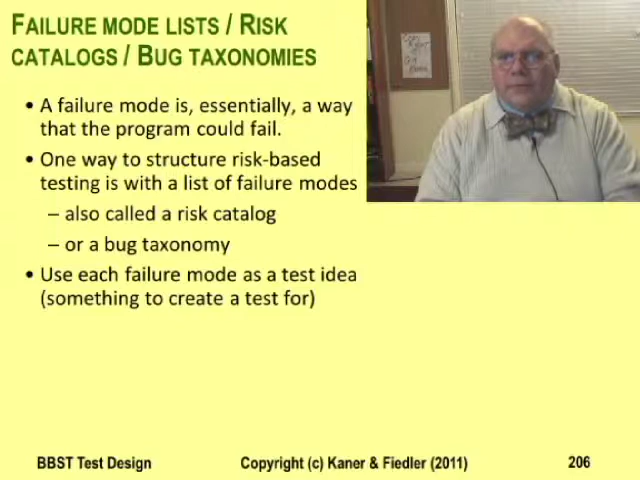 FAILURE MODE LISTS / RISK
CATALOGS / BUG TAXONOMIES
• A failure mode is, essentially, a way
that the program could fail.
• One way to structure risk-based
testing is with a list of failure modes
– also called a risk catalog
– or a bug taxonomy
• Use each failure mode as a test idea
(something to create a test for)
BBST Test Design
Copyright (c) Kaner & Fiedler (2011)
206